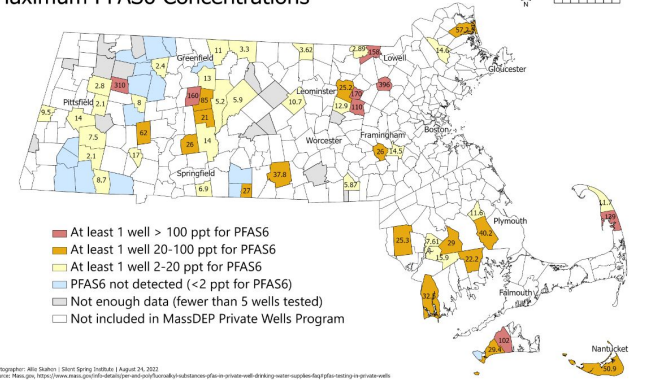 Maximum PFAS6 Concentrations
N
57.2
11
3.3
3.62
2.89
158
14.6
Greenfield
Lowell
2.4
Gloucester
13
2.8
310
396
160
85
5.2
5.9
Leominster
25.2
170
Pittsfield
2.1
8
10.7
12.9
110
9.5
14
21
Boston
7.5
62
Worcester
Framingham
26
14
26
14.5
2.1
17
Springfield
8.7
6.9
27
37.8
5.87
11.7
139
11.6
Plymouth
At least 1 well > 100 ppt for PFAS6
25.3
7.61
29
40.2
At least 1 well 20-100 ppt for PFAS6
At least 1 well 2-20 ppt for PFAS6
15.9
22.2
PFAS6 not detected (<2 ppt for PFAS6)
Falmouth
Not enough data (fewer than 5 wells tested)
Not included in MassDEP Private Wells Program
102
29.4
Nantucket
50.9
tographer: Allie Skahon | Silent Spring Institute | August 24, 2022
urce: Mass.gov, https://www.mass.gov/info-details/per-and-polyfluoroalkyl-substances-pfas-in-private-well-drinking-water-supplies-faq#pfas-testing-in-private-wells